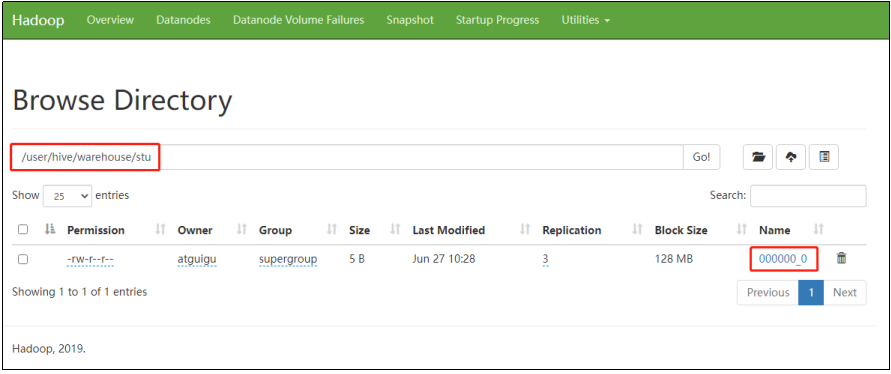 Hadoop Overview Datanodes Datanode Volume Failures Snapshot Startup Progress Utilities
Browse Directory
/user/hive/warehouse/stu Go!
Show 25 entries Search:
Permission Owner Group Size Last Modified Replication Block Size Name
-rw-r--r-- atguigu supergroup 5 B Jun 27 10:28 3 128 MB 000000_0
Showing 1 to 1 of 1 entries Previous 1 Next
Hadoop, 2019.